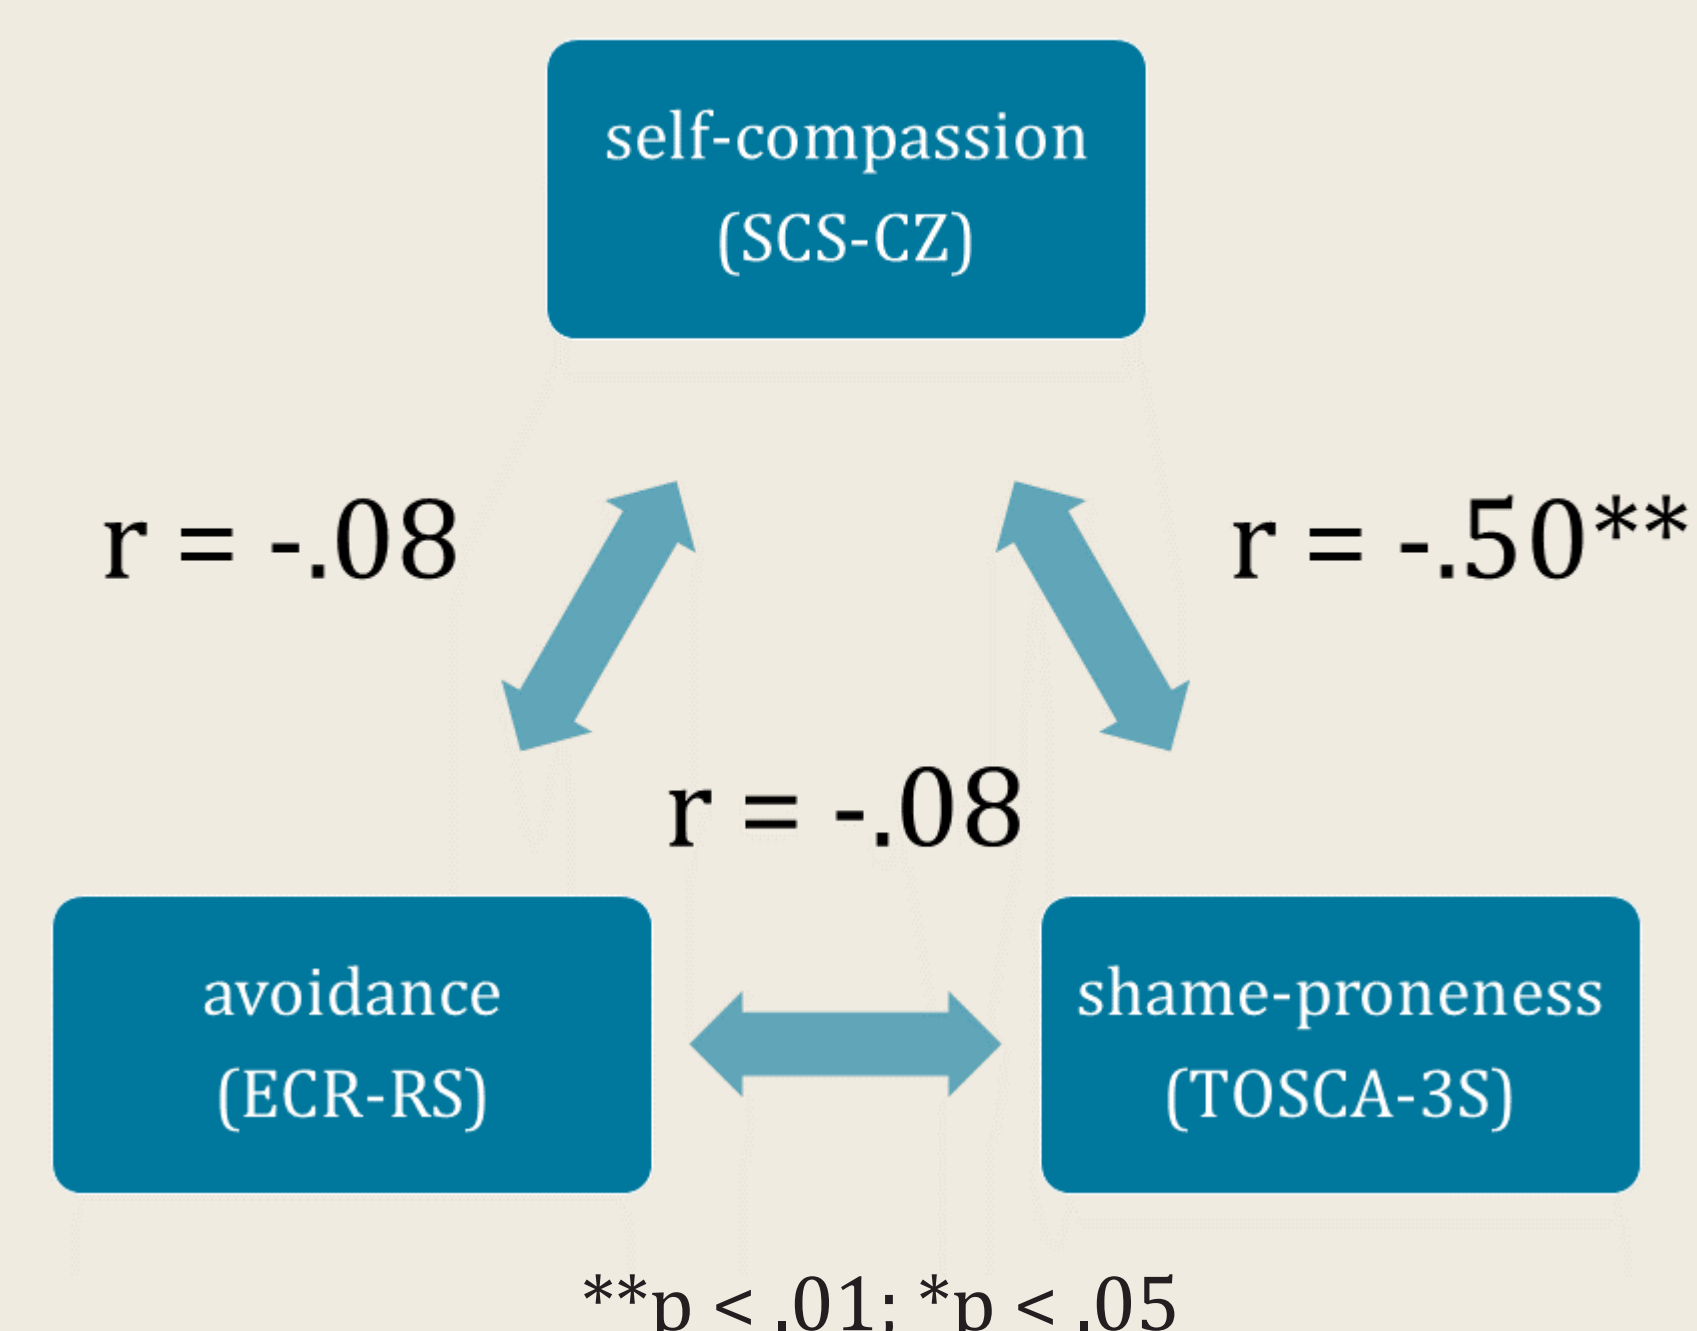 self-compassion
(SCS-CZ)
r = -.08
r = -.50**
r = -.08
avoidance
(ECR-RS)
shame-proneness
(TOSCA-3S)
**p < .01; *p < .05